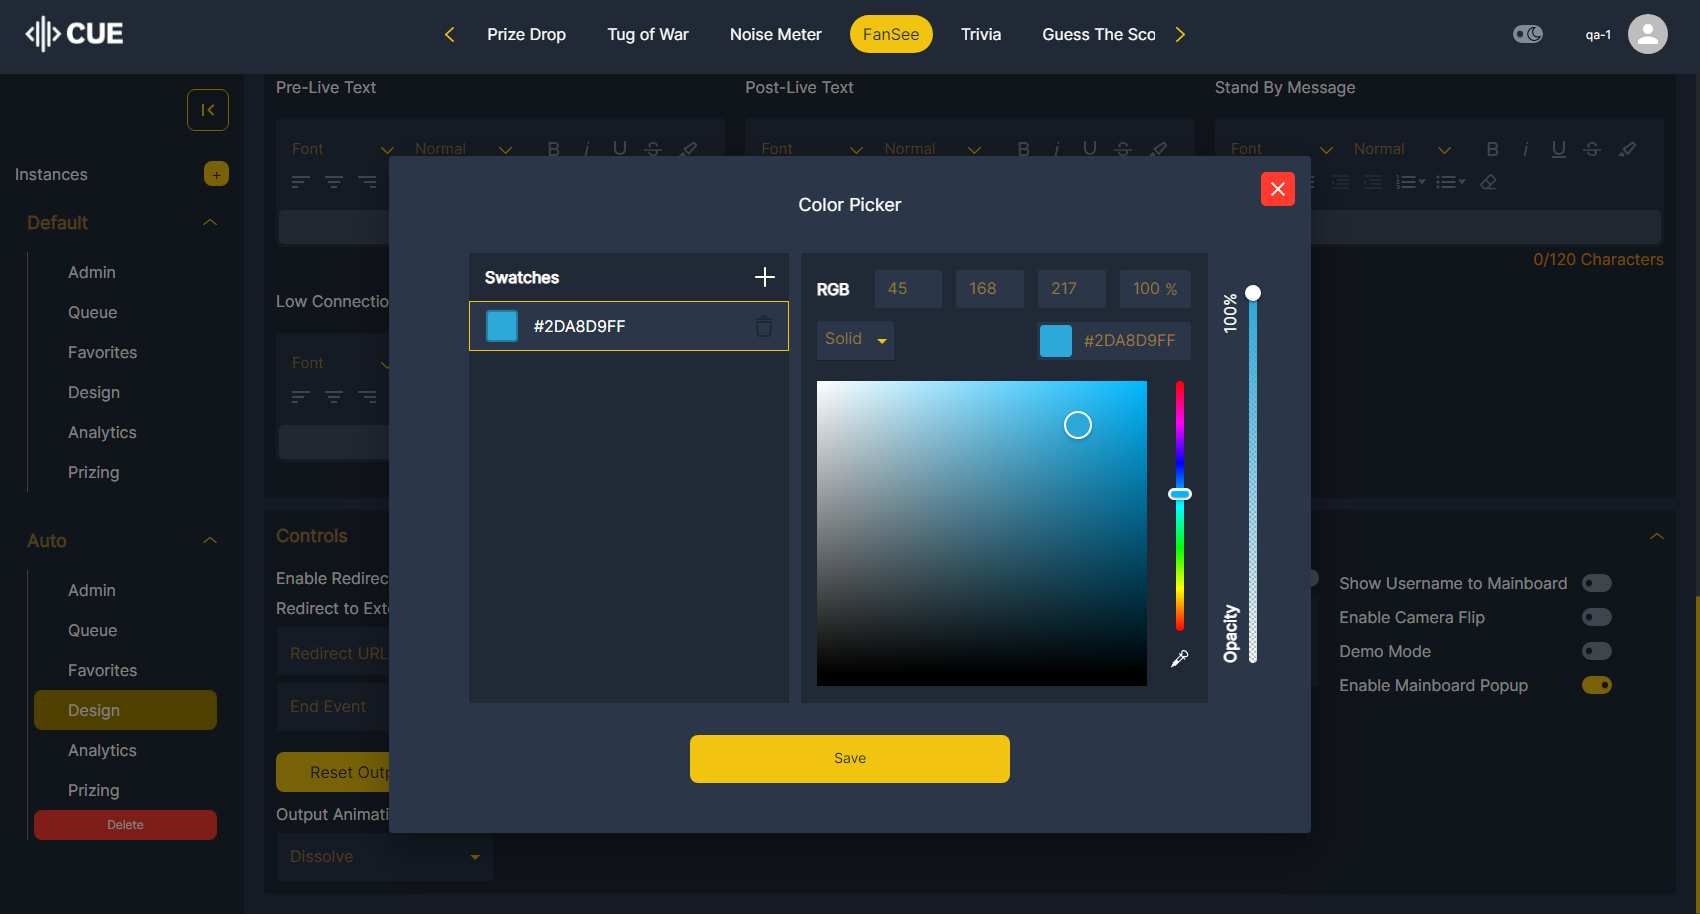 CUE
Prize Drop
Tug of War
Noise Meter
FanSee
Trivia
Guess The Sco
qa-1
Instances
+
Default
Admin
Queue
Favorites
Design
Analytics
Prizing
Auto
Admin
Queue
Favorites
Design
Analytics
Prizing
Delete
Pre-Live Text
Post-Live Text
Stand By Message
Font
Normal
B i U S
Font
Normal
B i U S
Font
Normal
B i U S
0/120 Characters
Low Connectio
Font
Controls
Enable Redirec
Redirect to Exte
Redirect URL
End Event
Reset Outp
Output Animati
Dissolve
Show Username to Mainboard
Enable Camera Flip
Demo Mode
Enable Mainboard Popup
Color Picker
Swatches
#2DA8D9FF
RGB
45
168
217
100 %
Solid
#2DA8D9FF
100%
Opacity
Save